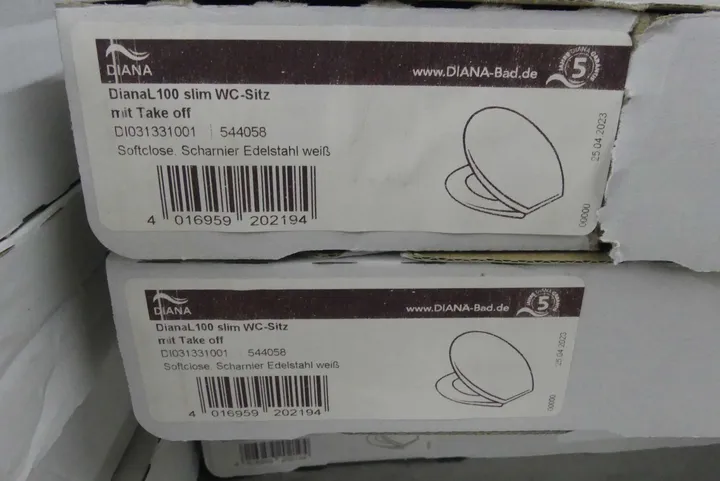 DIANA
www.DIANA-Bad.de
5
DianaL100 slim WC-Sitz
mit Take off
DI031331001 | 544058
Softclose. Scharnier Edelstahl weiß
4 016959 202194
25.04.2023
00000
DIANA
www.DIANA-Bad.de
5
DianaL100 slim WC-Sitz
mit Take off
DI031331001 544058
Softclose. Scharnier Edelstahl weiß
4 016959 202194
25.04.2023
00000